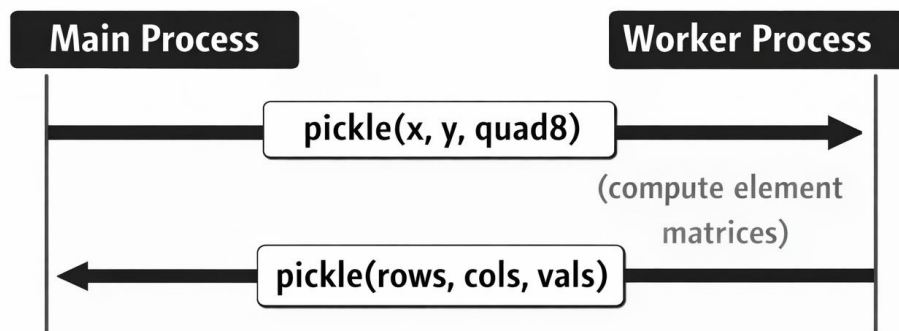 Main Process
Worker Process
pickle(x, y, quad8)
(compute element
matrices)
pickle(rows, cols, vals)